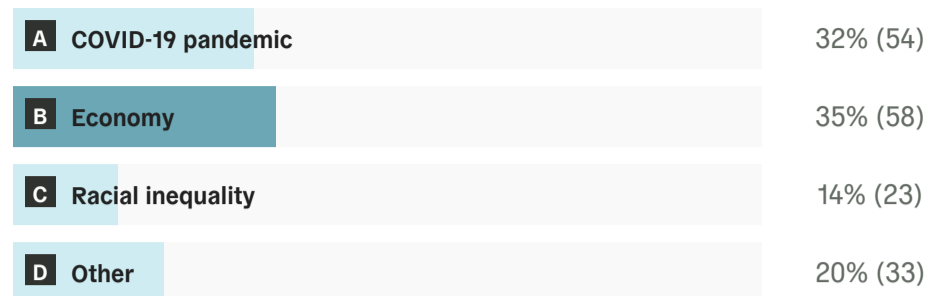 A COVID-19 pandemic 32% (54)
B Economy 35% (58)
C Racial inequality 14% (23)
D Other 20% (33)